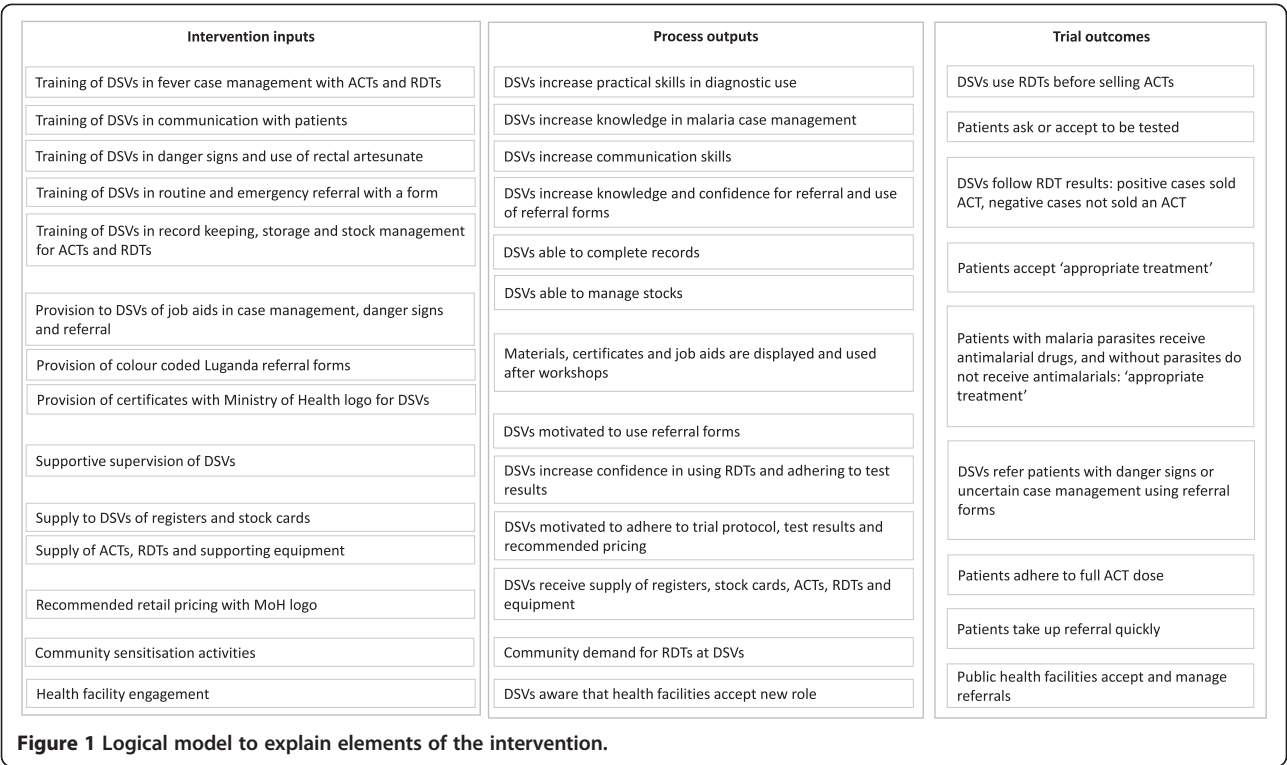 Intervention inputs
Training of DSVs in fever case management with ACTs and RDTs
Training of DSVs in communication with patients
Training of DSVs in danger signs and use of rectal artesunate
Training of DSVs in routine and emergency referral with a form
Training of DSVs in record keeping, storage and stock management
for ACTs and RDTs
Provision to DSVs of job aids in case management, danger signs
and referral
Provision of colour coded Luganda referral forms
Provision of certificates with Ministry of Health logo for DSVs
Supportive supervision of DSVs
Supply to DSVs of registers and stock cards
Supply of ACTs, RDTs and supporting equipment
Recommended retail pricing with MoH logo
Community sensitisation activities
Health facility engagement
Process outputs
DSVs increase practical skills in diagnostic use
DSVs increase knowledge in malaria case management
DSVs increase communication skills
DSVs increase knowledge and confidence for referral and use
of referral forms
DSVs able to complete records
DSVs able to manage stocks
Materials, certificates and job aids are displayed and used
after workshops
DSVs motivated to use referral forms
DSVs increase confidence in using RDTs and adhering to test
results
DSVs motivated to adhere to trial protocol, test results and
recommended pricing
DSVs receive supply of registers, stock cards, ACTs, RDTs and
equipment
Community demand for RDTs at DSVs
DSVs aware that health facilities accept new role
Trial outcomes
DSVs use RDTs before selling ACTs
Patients ask or accept to be tested
DSVs follow RDT results: positive cases sold
ACT, negative cases not sold an ACT
Patients accept ‘appropriate treatment’
Patients with malaria parasites receive
antimalarial drugs, and without parasites do
not receive antimalarials: ‘appropriate
treatment’
DSVs refer patients with danger signs or
uncertain case management using referral
forms
Patients adhere to full ACT dose
Patients take up referral quickly
Public health facilities accept and manage
referrals
Figure 1 Logical model to explain elements of the intervention.